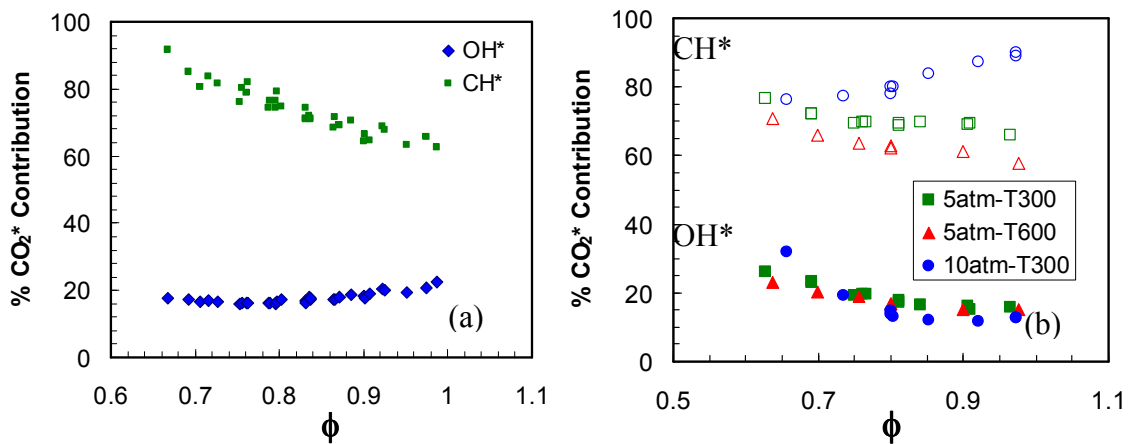 100
80
60
40
20
0
% CO₂* Contribution
OH*
CH*
(a)
0.6 0.7 0.8 0.9 1 1.1
ϕ
100
80
60
40
20
0
% CO₂* Contribution
CH*
OH*
5atm-T300
5atm-T600
10atm-T300
(b)
0.5 0.7 0.9 1.1
ϕ